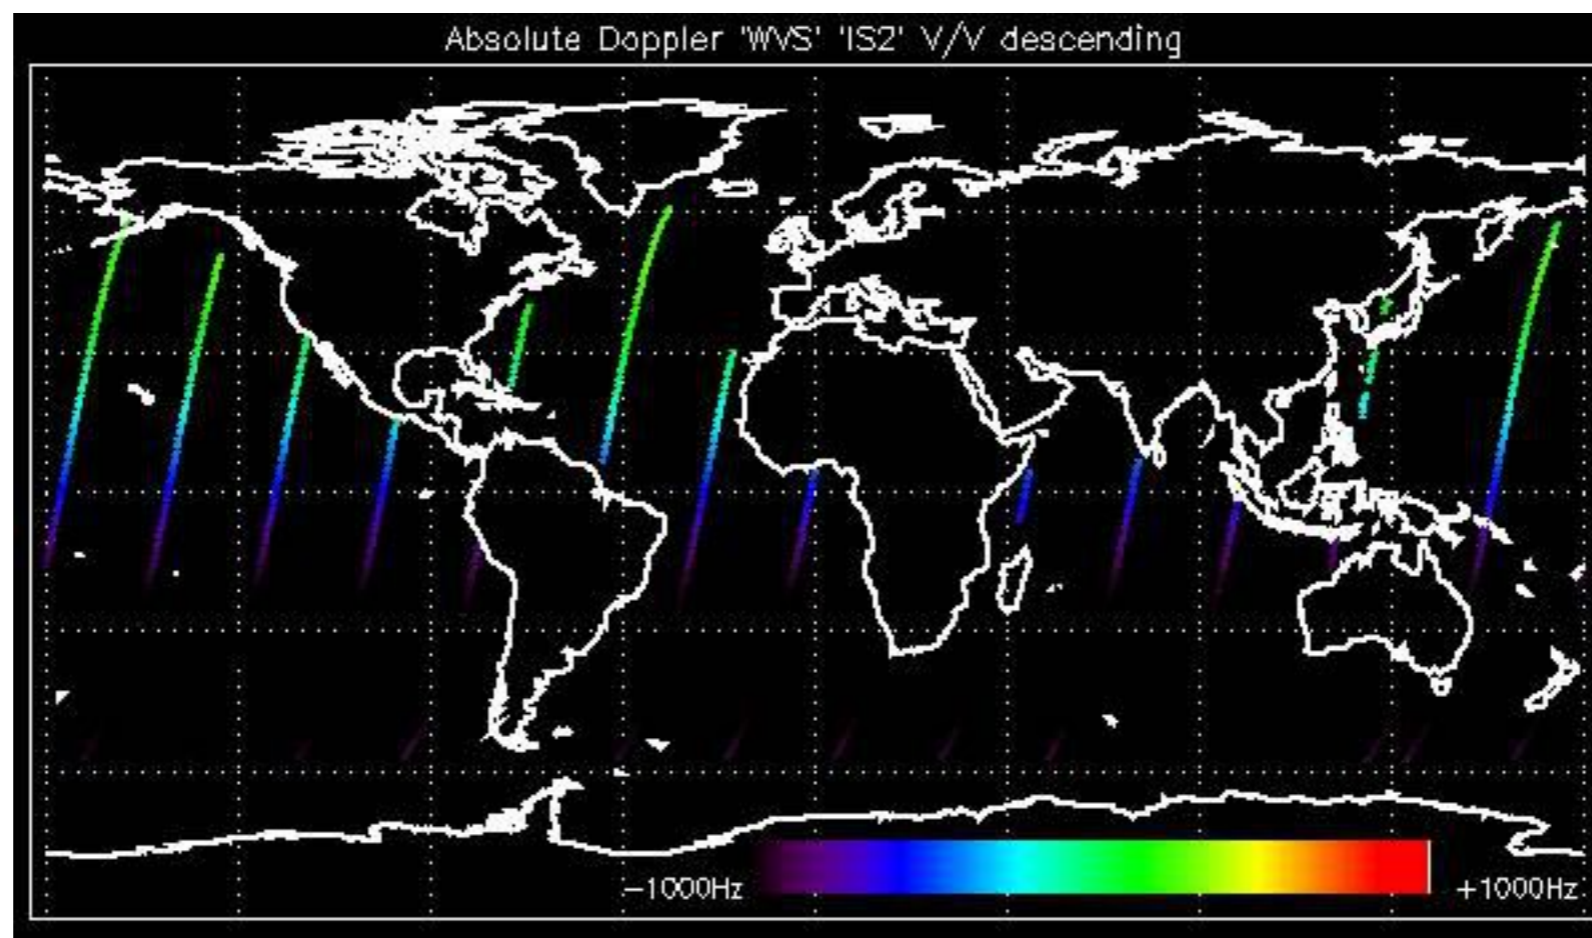 Absolute Doppler 'WVS' 'IS2' V/V descending
−1000Hz
+1000Hz